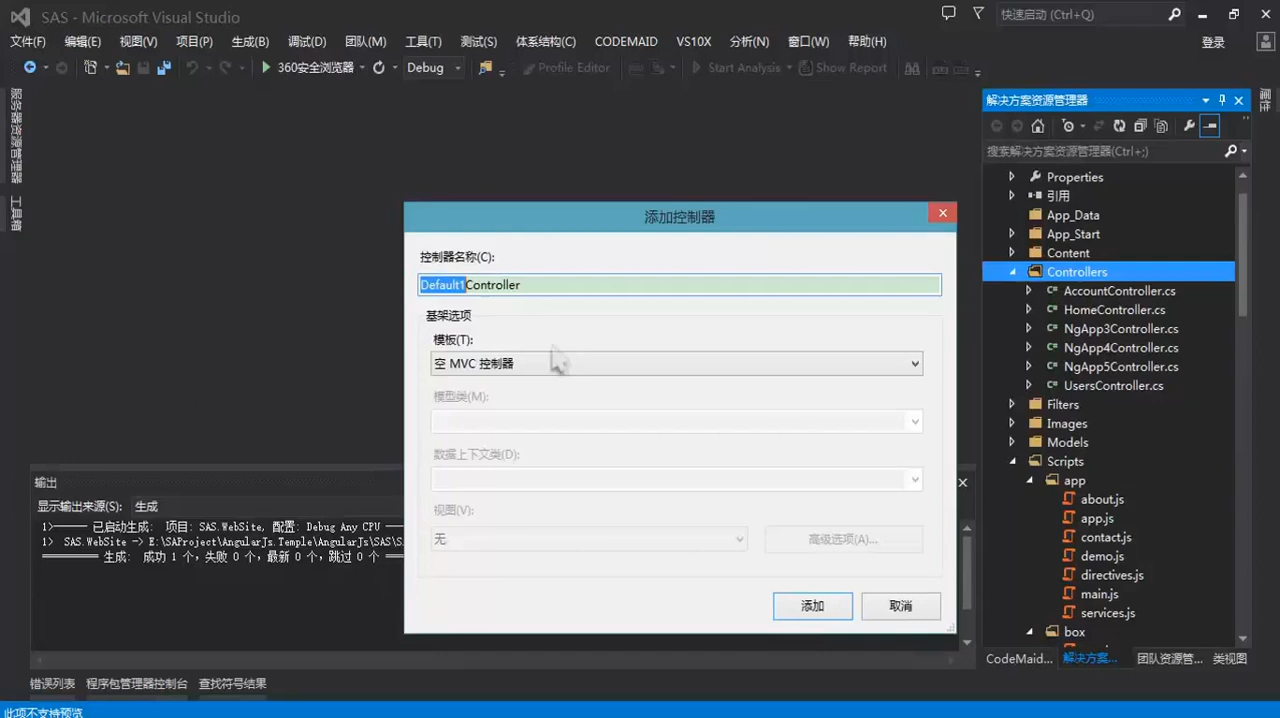 SAS - Microsoft Visual Studio
快速启动 (Ctrl+Q)
文件(F) 编辑(E) 视图(V) 项目(P) 生成(B) 调试(D) 团队(M) 工具(T) 测试(S) 体系结构(C) CODEMAID VS10X 分析(N) 窗口(W) 帮助(H)
登录
360安全浏览器 Debug Profile Editor Start Analysis Show Report
服务器资源管理器
工具箱
属性
解决方案资源管理器
搜索解决方案资源管理器(Ctrl+;)
Properties
引用
App_Data
App_Start
Content
Controllers
AccountController.cs
HomeController.cs
NgApp3Controller.cs
NgApp4Controller.cs
NgApp5Controller.cs
UsersController.cs
Filters
Images
Models
Scripts
app
about.js
app.js
contact.js
demo.js
directives.js
main.js
services.js
box
CodeMaid... 解决方案... 团队资源管... 类视图
添加控制器
控制器名称(C):
Default1Controller
基架选项
模板(T):
空 MVC 控制器
模型类(M):
数据上下文类(D):
视图(V):
无
高级选项(A)...
添加 取消
输出
显示输出来源(S): 生成
1>------ 已启动生成: 项目: SAS.WebSite, 配置: Debug Any CPU ------
1> SAS.WebSite -> E:\SAProject\AngularJs.Temple\AngularJs\SAS\S
========== 生成: 成功 1 个，失败 0 个，最新 0 个，跳过 0 个 ==========
错误列表 程序包管理器控制台 查找符号结果
此项不支持预览